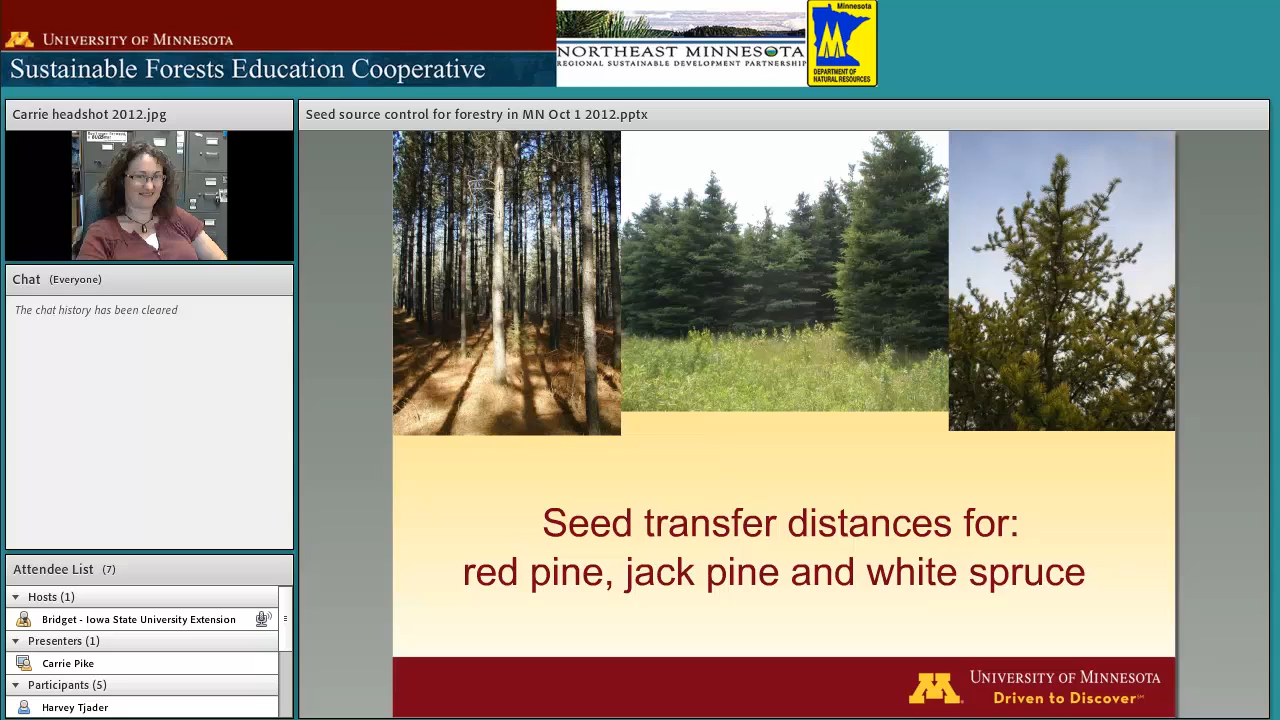 UNIVERSITY OF MINNESOTA
Sustainable Forests Education Cooperative
NORTHEAST MINNESOTA
REGIONAL SUSTAINABLE DEVELOPMENT PARTNERSHIP
Minnesota
DEPARTMENT OF
NATURAL RESOURCES
Carrie headshot 2012.jpg
Chat (Everyone)
The chat history has been cleared
Attendee List (7)
Hosts (1)
Bridget - Iowa State University Extension
Presenters (1)
Carrie Pike
Participants (5)
Harvey Tjader
Seed source control for forestry in MN Oct 1 2012.pptx
Seed transfer distances for:
red pine, jack pine and white spruce
UNIVERSITY OF MINNESOTA
Driven to Discover℠